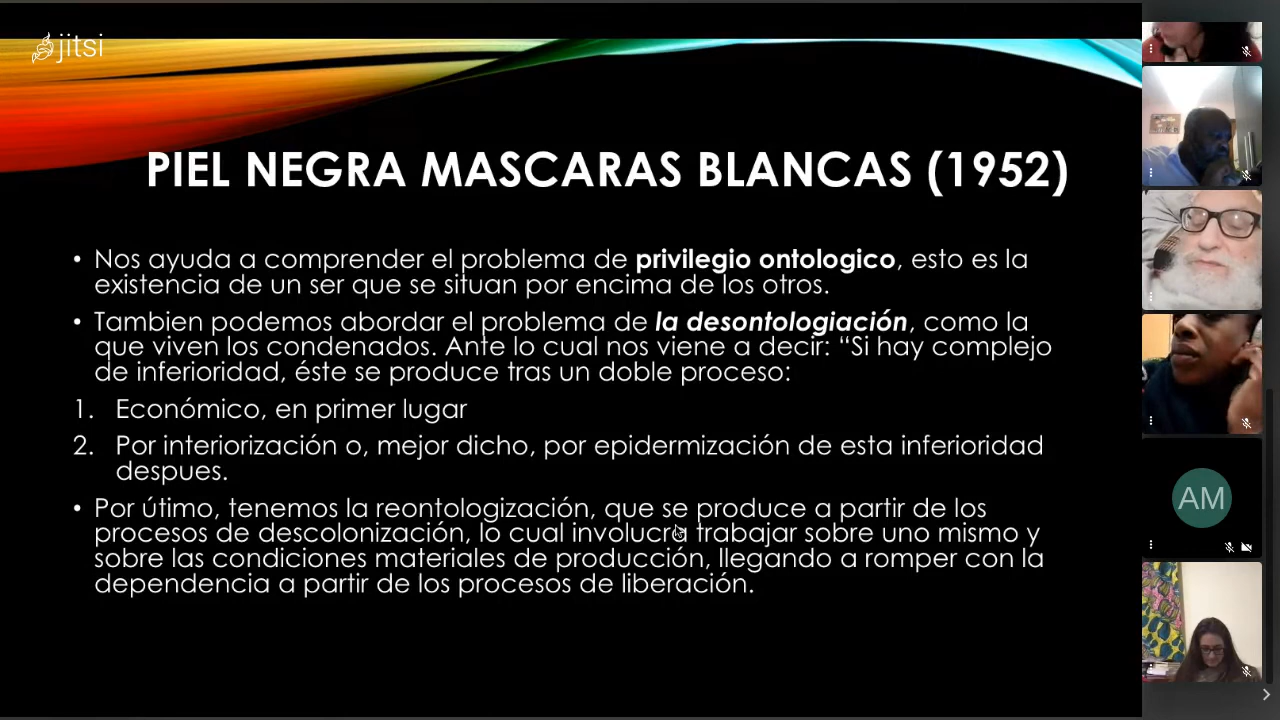 jitsi
PIEL NEGRA MASCARAS BLANCAS (1952)
• Nos ayuda a comprender el problema de privilegio ontologico, esto es la
existencia de un ser que se situan por encima de los otros.
• Tambien podemos abordar el problema de la desontologiación, como la
que viven los condenados. Ante lo cual nos viene a decir: “Si hay complejo
de inferioridad, éste se produce tras un doble proceso:
1. Económico, en primer lugar
2. Por interiorización o, mejor dicho, por epidermización de esta inferioridad
despues.
• Por útimo, tenemos la reontologización, que se produce a partir de los
procesos de descolonización, lo cual involucra trabajar sobre uno mismo y
sobre las condiciones materiales de producción, llegando a romper con la
dependencia a partir de los procesos de liberación.
AM